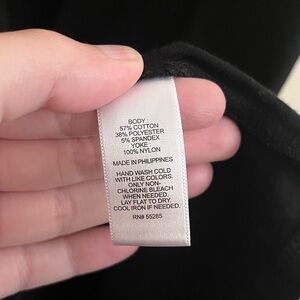 BODY:
57% COTTON
38% POLYESTER
5% SPANDEX
YOKE:
100% NYLON
MADE IN PHILIPPINES
HAND WASH COLD
WITH LIKE COLORS.
ONLY NON-
CHLORINE BLEACH
WHEN NEEDED.
LAY FLAT TO DRY.
COOL IRON IF NEEDED.
RN# 55285